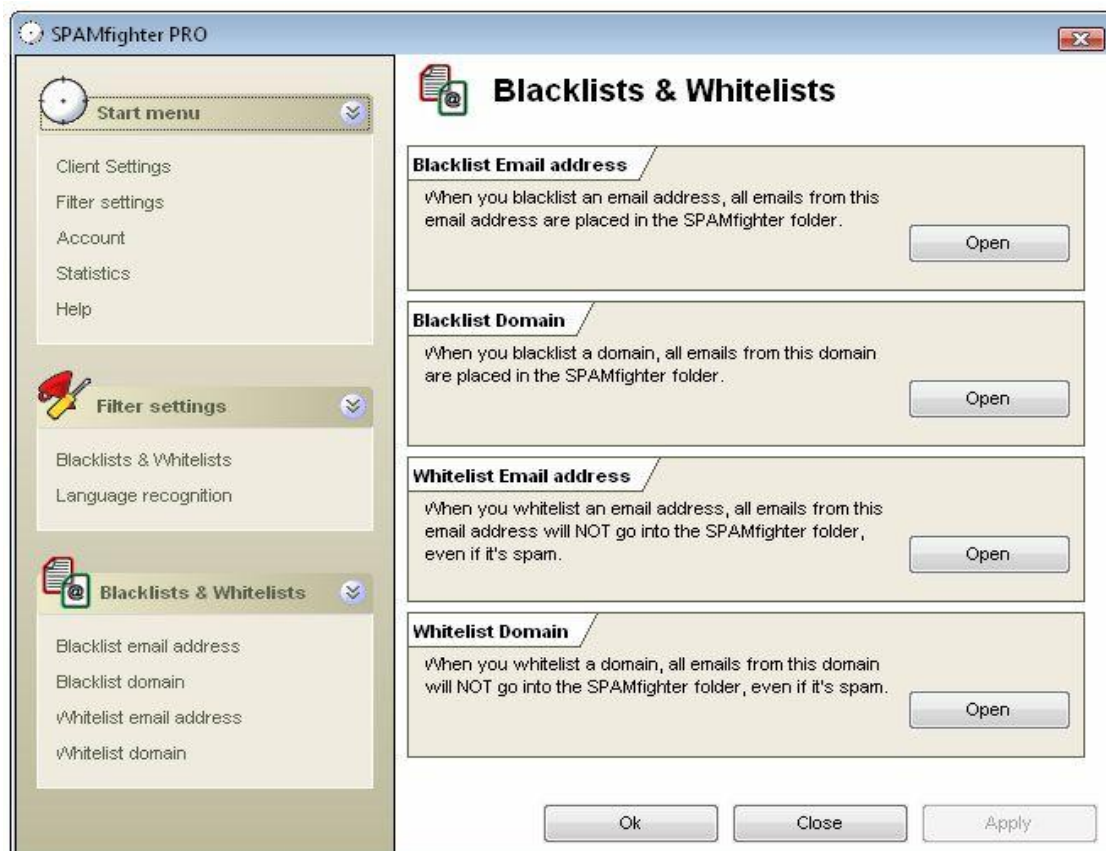 SPAMfighter PRO
Start menu
Client Settings
Filter settings
Account
Statistics
Help
Filter settings
Blacklists & Whitelists
Language recognition
Blacklists & Whitelists
Blacklist email address
Blacklist domain
Whitelist email address
Whitelist domain
Blacklists & Whitelists
Blacklist Email address
When you blacklist an email address, all emails from this
email address are placed in the SPAMfighter folder.
Open
Blacklist Domain
When you blacklist a domain, all emails from this domain
are placed in the SPAMfighter folder.
Open
Whitelist Email address
When you whitelist an email address, all emails from this
email address will NOT go into the SPAMfighter folder,
even if it's spam.
Open
Whitelist Domain
When you whitelist a domain, all emails from this domain
will NOT go into the SPAMfighter folder, even if it's spam.
Open
Ok
Close
Apply